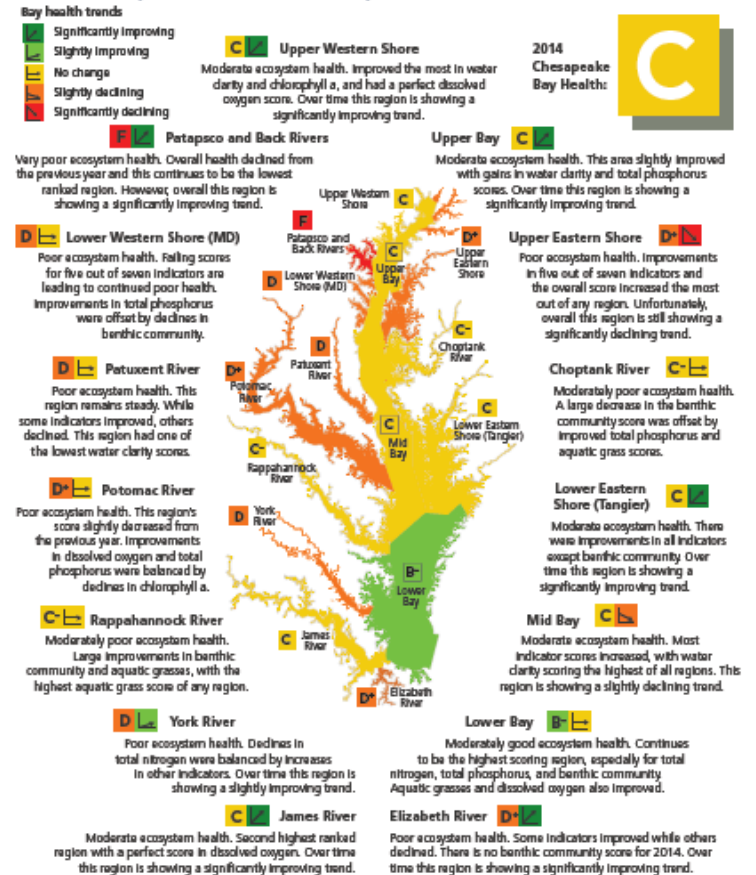 Bay health trends
Significantly improving
Slightly improving
No change
Slightly declining
Significantly declining
C Upper Western Shore
Moderate ecosystem health. Improved the most in water
clarity and chlorophyll a, and had a perfect dissolved
oxygen score. Over time this region is showing a
significantly improving trend.
2014
Chesapeake
Bay Health:
C
F Patapsco and Back Rivers
Very poor ecosystem health. Overall health declined from
the previous year and this continues to be the lowest
ranked region. However, overall this region is
showing a significantly improving trend.
Upper Bay C
Moderate ecosystem health. This area slightly improved
with gains in water clarity and total phosphorus
scores. Over time this region is showing a
significantly improving trend.
D Lower Western Shore (MD)
Poor ecosystem health. Failing scores
for five out of seven indicators are
leading to continued poor health.
Improvements in total phosphorus
were offset by declines in
benthic community.
Upper Eastern Shore D+
Poor ecosystem health. Improvements
in five out of seven indicators and
the overall score increased the most
out of any region. Unfortunately,
overall this region is still showing a
significantly declining trend.
D Patuxent River
Poor ecosystem health. This
region remains steady. While
some indicators improved, others
declined. This region had one of
the lowest water clarity scores.
Choptank River C-
Moderately poor ecosystem health.
A large decrease in the benthic
community score was offset by
improved total phosphorus and
aquatic grass scores.
D+ Potomac River
Poor ecosystem health. This region's
score slightly decreased from
the previous year. Improvements
in dissolved oxygen and total
phosphorus were balanced by
declines in chlorophyll a.
Lower Eastern
Shore (Tangier) C
Moderate ecosystem health. There
were improvements in all indicators
except benthic community. Over
time this region is showing a
significantly improving trend.
C- Rappahannock River
Moderately poor ecosystem health.
Large improvements in benthic
community and aquatic grasses, with the
highest aquatic grass score of any region.
Mid Bay C
Moderate ecosystem health. Most
indicator scores increased, with water
clarity scoring the highest of all regions. This
region is showing a slightly declining trend.
D York River
Poor ecosystem health. Declines in
total nitrogen were balanced by increases
in other indicators. Over time this region is
showing a slightly improving trend.
Lower Bay B-
Moderately good ecosystem health. Continues
to be the highest scoring region, especially for total
nitrogen, total phosphorus, and benthic community.
Aquatic grasses and dissolved oxygen also improved.
C James River
Moderate ecosystem health. Second highest ranked
region with a perfect score in dissolved oxygen. Over time
this region is showing a significantly improving trend.
Elizabeth River D+
Poor ecosystem health. Some indicators improved while others
declined. There is no benthic community score for 2014. Over
time this region is showing a significantly improving trend.
Upper Western
Shore
C
F
Patapsco and
Back Rivers
C
Upper
Bay
D+
Upper
Eastern
Shore
D
Lower Western
Shore (MD)
C-
Choptank
River
D
Patuxent
River
D+
Potomac
River
C
Lower Eastern
Shore (Tangier)
C
Mid
Bay
C-
Rappahannock
River
D
York
River
B-
Lower
Bay
C
James
River
D+
Elizabeth
River